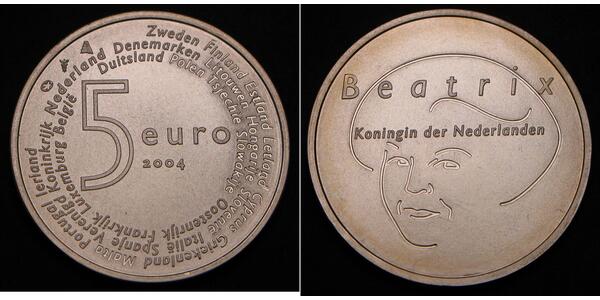 Zweden Finland Estland Letland Cyprus Griekenland Malta Portugal Ierland
Nederland Denemarken Litouwen Hongarije Slovenië Italië Spanje Verenigd Koninkrijk
Duitsland Polen Tsjechië Slowakije Oostenrijk Frankrijk Luxemburg België
5 euro
2004
Beatrix
Koningin der Nederlanden